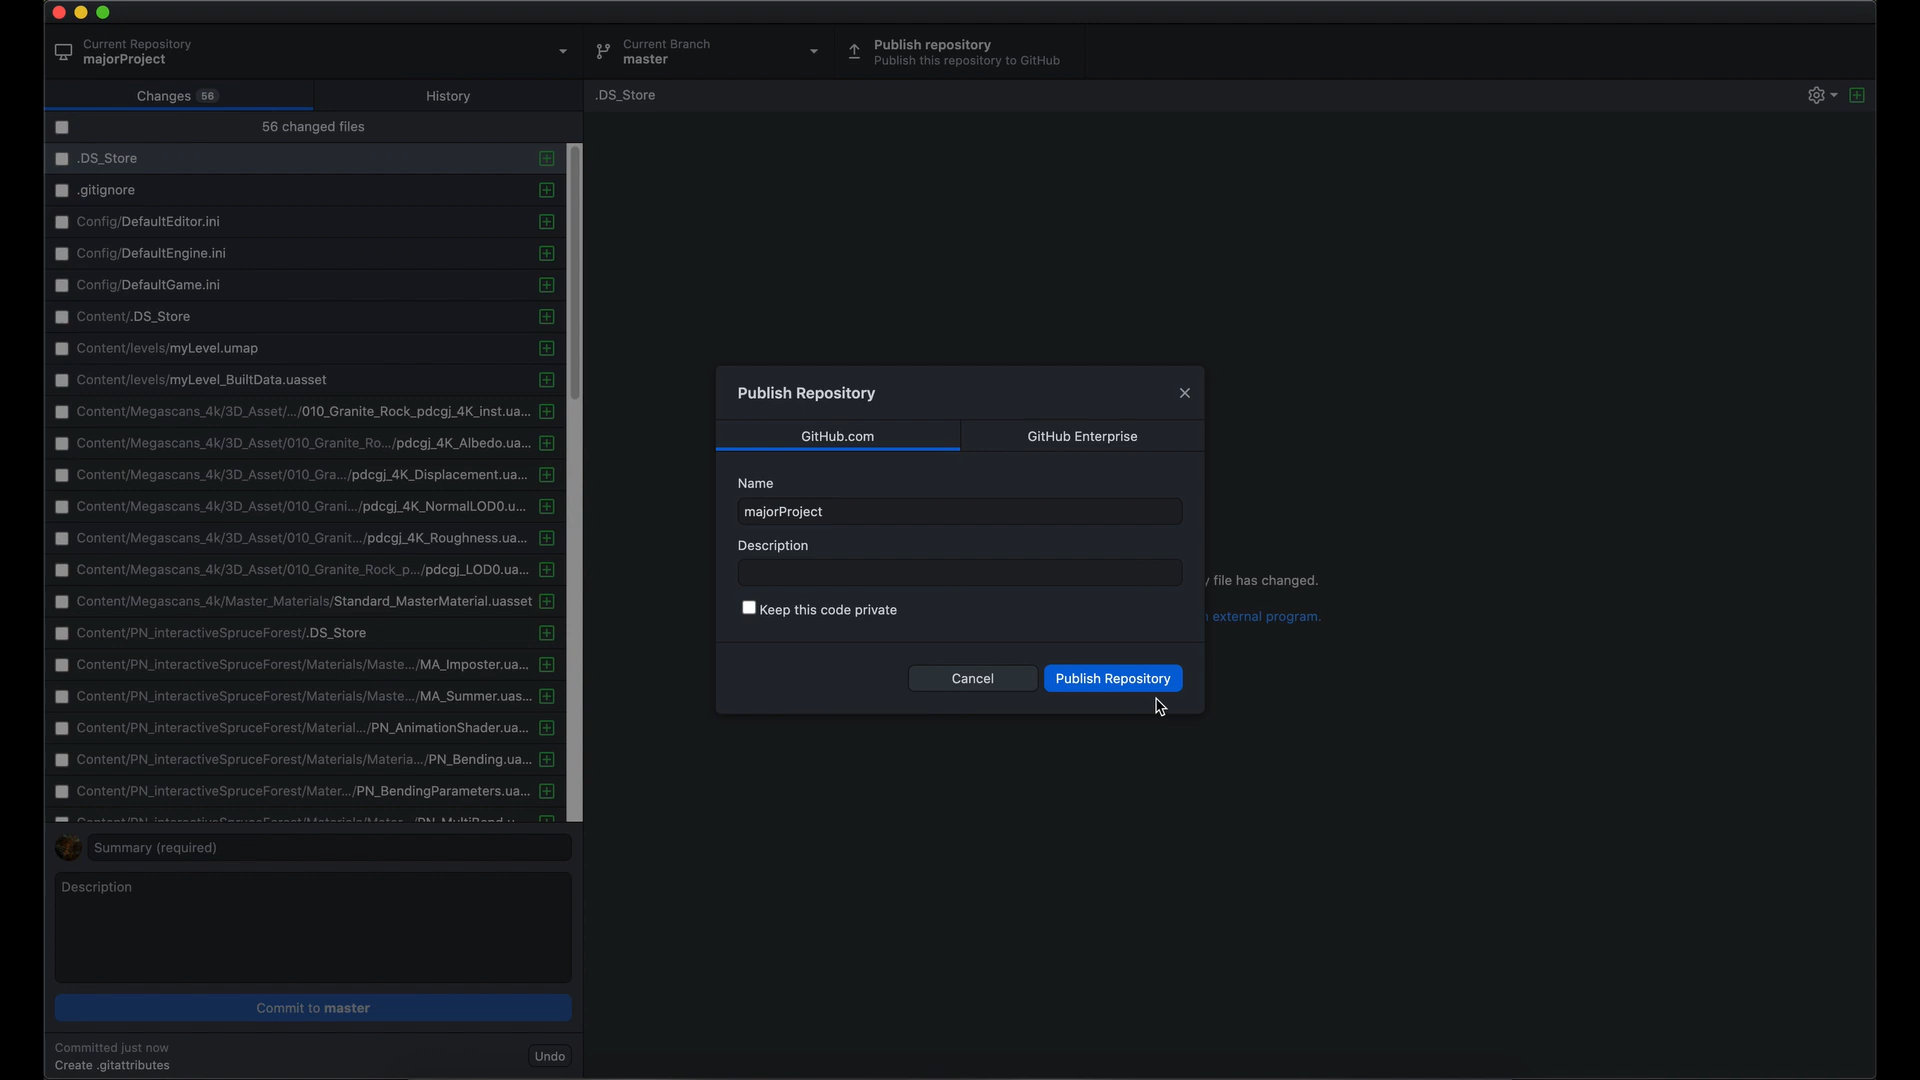 Current Repository
majorProject
Current Branch
master
Publish repository
Publish this repository to GitHub
Changes 56
History
.DS_Store
56 changed files
.DS_Store
.gitignore
Config/DefaultEditor.ini
Config/DefaultEngine.ini
Config/DefaultGame.ini
Content/.DS_Store
Content/levels/myLevel.umap
Content/levels/myLevel_BuiltData.uasset
Content/Megascans_4k/3D_Asset/.../010_Granite_Rock_pdcgj_4K_inst.ua...
Content/Megascans_4k/3D_Asset/010_Granite_Ro.../pdcgj_4K_Albedo.ua...
Content/Megascans_4k/3D_Asset/010_Gra.../pdcgj_4K_Displacement.ua...
Content/Megascans_4k/3D_Asset/010_Grani.../pdcgj_4K_NormalLOD0.u...
Content/Megascans_4k/3D_Asset/010_Granit.../pdcgj_4K_Roughness.ua...
Content/Megascans_4k/3D_Asset/010_Granite_Rock_p.../pdcgj_LOD0.ua...
Content/Megascans_4k/Master_Materials/Standard_MasterMaterial.uasset
Content/PN_interactiveSpruceForest/.DS_Store
Content/PN_interactiveSpruceForest/Materials/Maste.../MA_Imposter.ua...
Content/PN_interactiveSpruceForest/Materials/Maste.../MA_Summer.uas...
Content/PN_interactiveSpruceForest/Material.../PN_AnimationShader.ua...
Content/PN_interactiveSpruceForest/Materials/Materia.../PN_Bending.ua...
Content/PN_interactiveSpruceForest/Mater.../PN_BendingParameters.ua...
Content/PN_interactiveSpruceForest/Materials/Mater.../PN_MultiBend.u...
Summary (required)
Description
Commit to master
Committed just now
Create .gitattributes
Undo
Publish Repository
GitHub.com
GitHub Enterprise
Name
majorProject
Description
Keep this code private
Cancel
Publish Repository
file has changed.
external program.